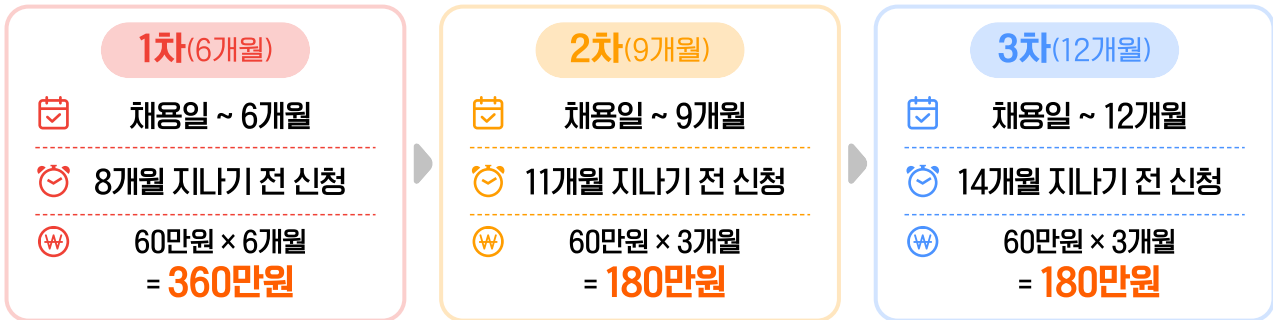 1차(6개월)
채용일 ~ 6개월
8개월 지나기 전 신청
60만원 × 6개월
= 360만원
2차(9개월)
채용일 ~ 9개월
11개월 지나기 전 신청
60만원 × 3개월
= 180만원
3차(12개월)
채용일 ~ 12개월
14개월 지나기 전 신청
60만원 × 3개월
= 180만원